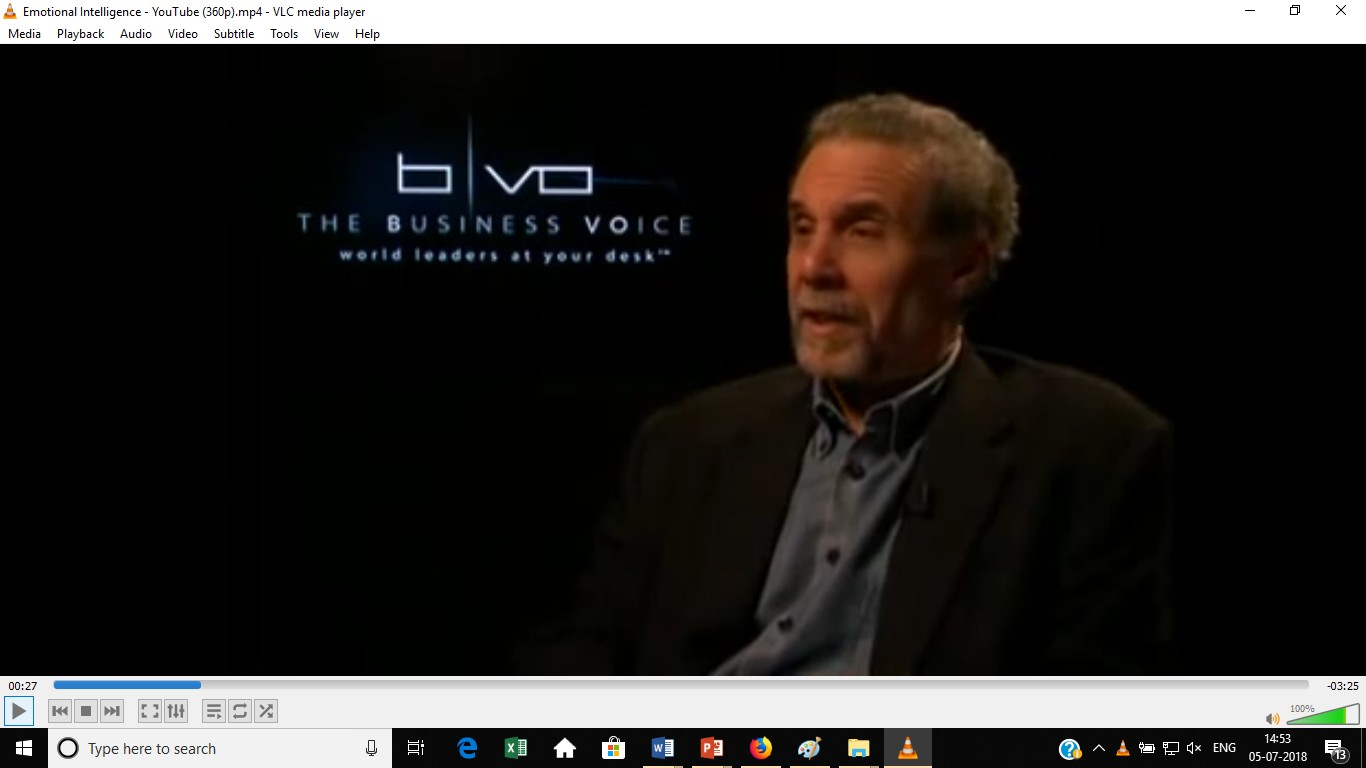 Emotional Intelligence - YouTube (360p).mp4 - VLC media player
Media Playback Audio Video Subtitle Tools View Help
b vo
THE BUSINESS VOICE
world leaders at your desk™
00:27
-03:25
100%
Type here to search
ENG
14:53
05-07-2018
13